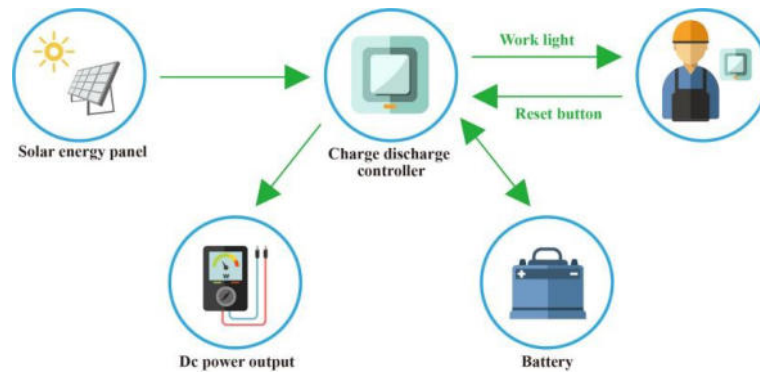 Work light
Reset button
Solar energy panel
Charge discharge
controller
W
+ −
Dc power output
Battery